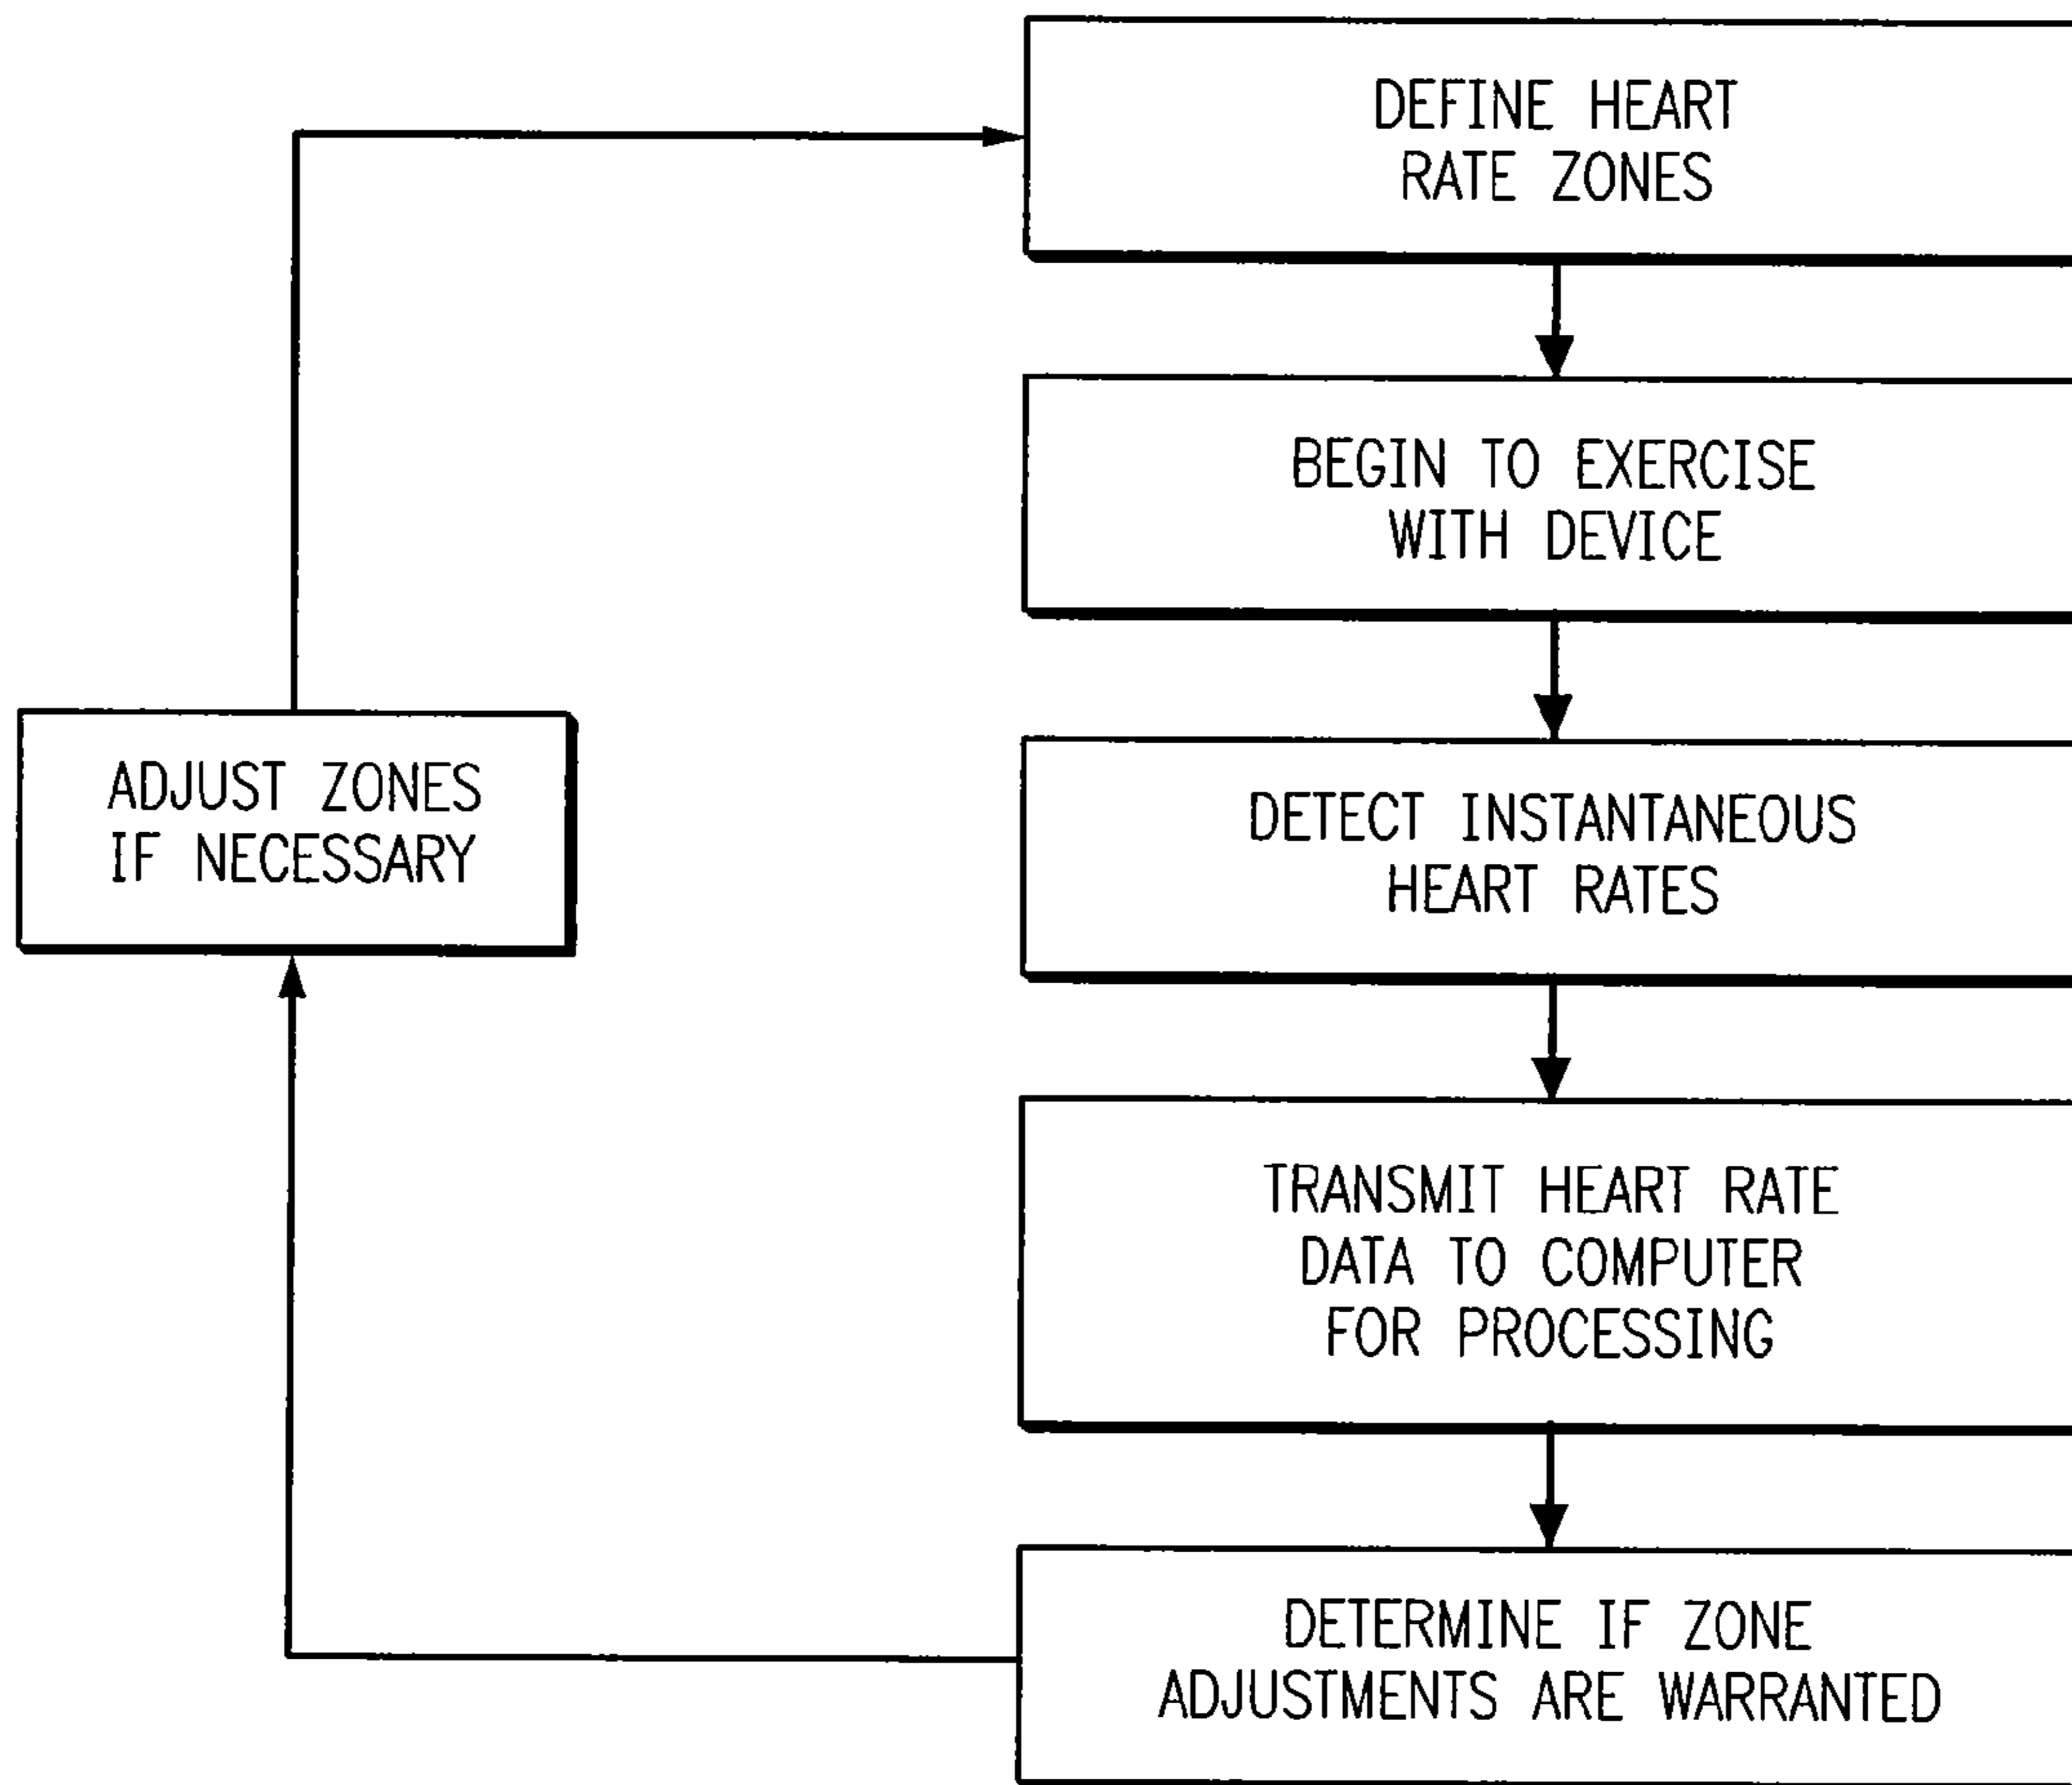 DEFINE HEART
RATE ZONES
BEGIN TO EXERCISE
WITH DEVICE
DETECT INSTANTANEOUS
HEART RATES
TRANSMIT HEART RATE
DATA TO COMPUTER
FOR PROCESSING
DETERMINE IF ZONE
ADJUSTMENTS ARE WARRANTED
ADJUST ZONES
IF NECESSARY